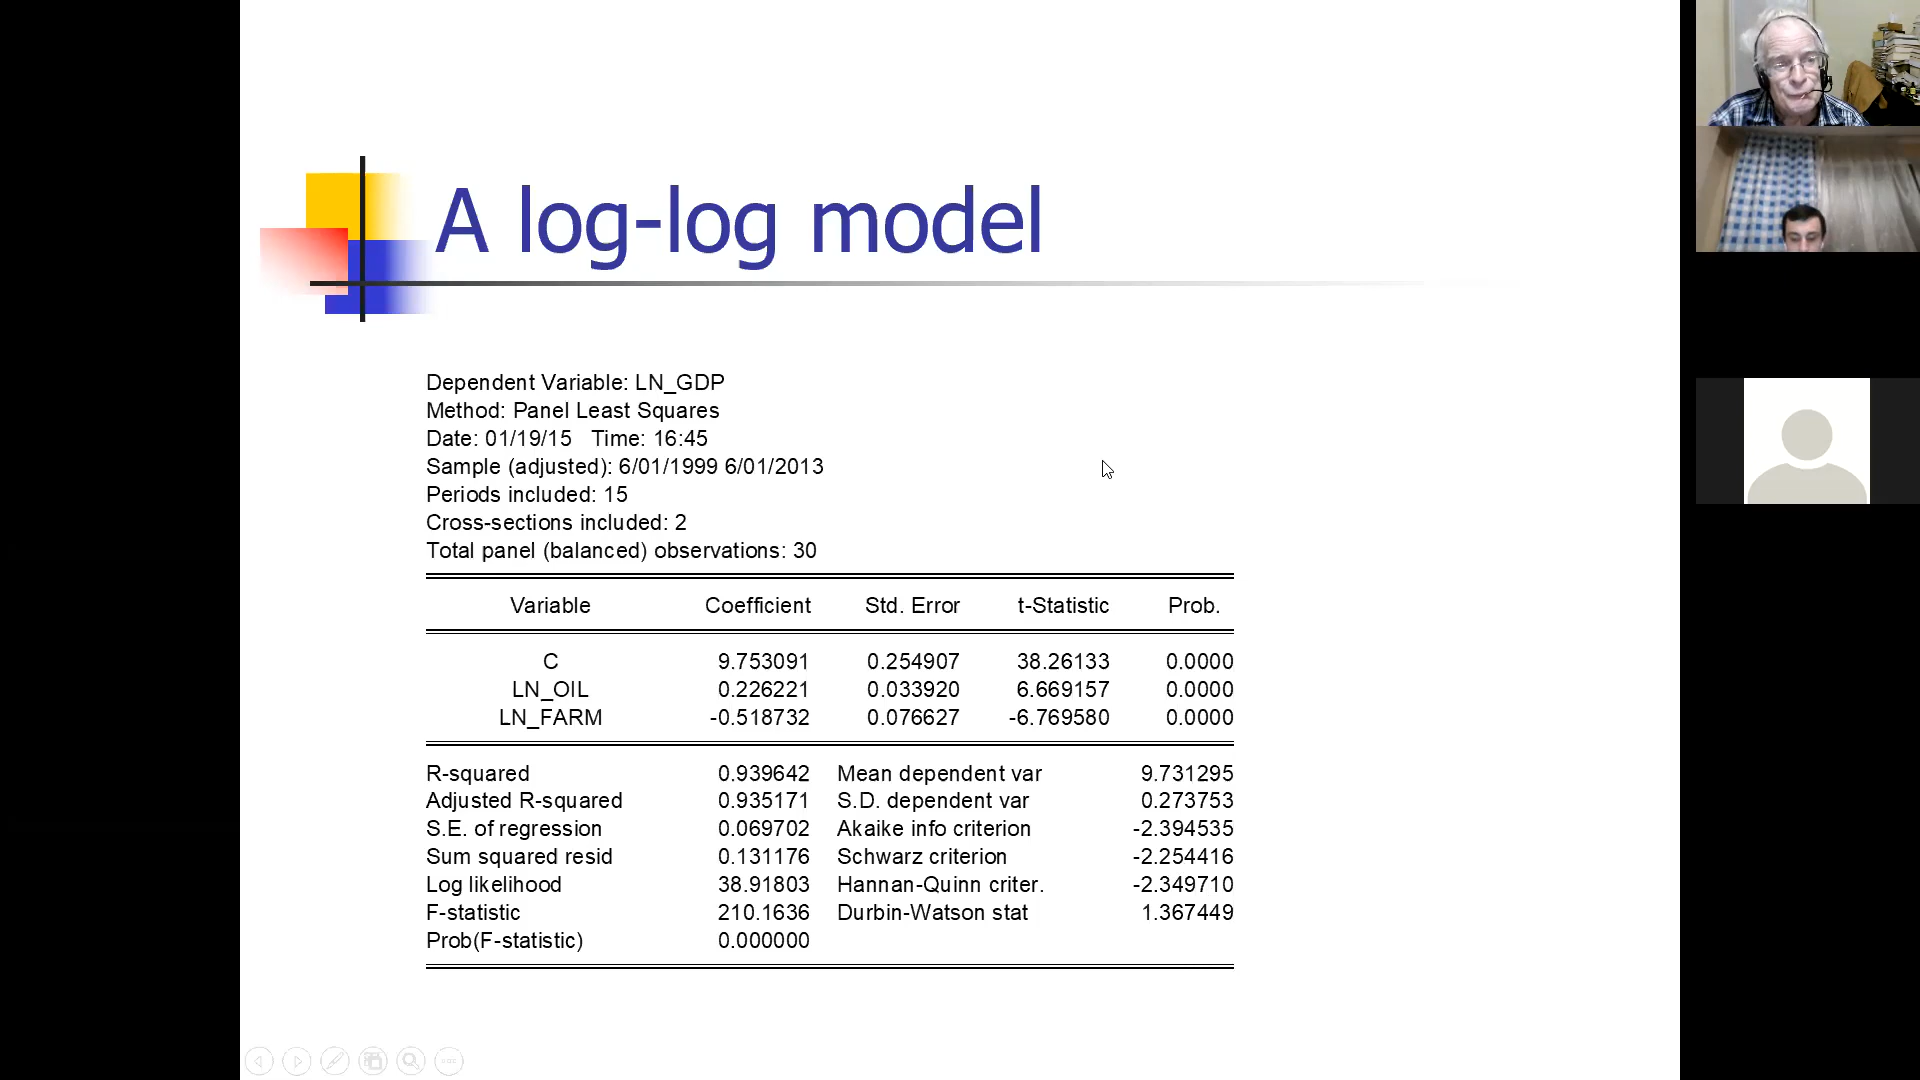 A log-log model
Dependent Variable: LN_GDP
Method: Panel Least Squares
Date: 01/19/15 Time: 16:45
Sample (adjusted): 6/01/1999 6/01/2013
Periods included: 15
Cross-sections included: 2
Total panel (balanced) observations: 30
Variable Coefficient Std. Error t-Statistic Prob.
C 9.753091 0.254907 38.26133 0.0000
LN_OIL 0.226221 0.033920 6.669157 0.0000
LN_FARM -0.518732 0.076627 -6.769580 0.0000
R-squared 0.939642 Mean dependent var 9.731295
Adjusted R-squared 0.935171 S.D. dependent var 0.273753
S.E. of regression 0.069702 Akaike info criterion -2.394535
Sum squared resid 0.131176 Schwarz criterion -2.254416
Log likelihood 38.91803 Hannan-Quinn criter. -2.349710
F-statistic 210.1636 Durbin-Watson stat 1.367449
Prob(F-statistic) 0.000000